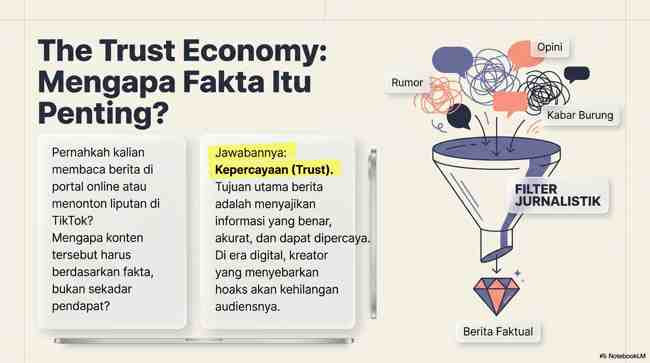 The Trust Economy:
Mengapa Fakta Itu
Penting?
Pernahkah kalian
membaca berita di
portal online atau
menonton liputan di
TikTok?
Mengapa konten
tersebut harus
berdasarkan fakta,
bukan sekadar
pendapat?
Jawabannya:
Kepercayaan (Trust).
Tujuan utama berita
adalah menyajikan
informasi yang benar,
akurat, dan dapat dipercaya.
Di era digital, kreator
yang menyebarkan
hoaks akan kehilangan
audiensnya.
Opini
Rumor
Kabar Burung
FILTER
JURNALISTIK
Berita Faktual
NotebookLM